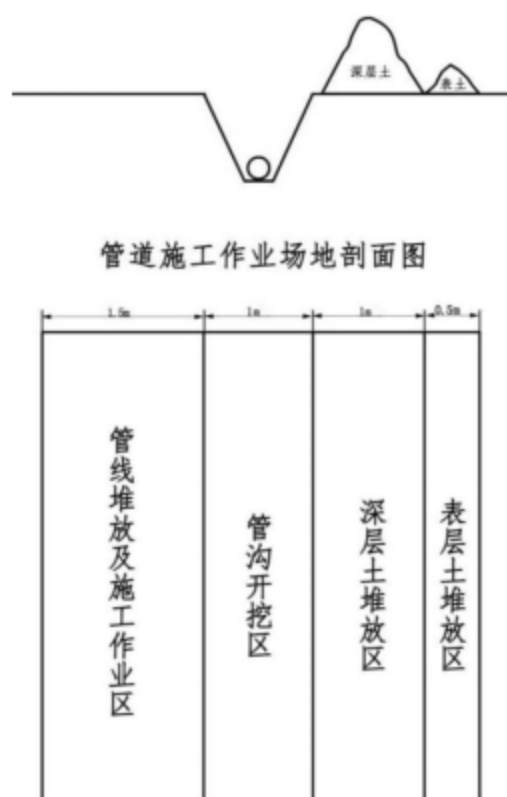 深层土
表土
管道施工作业场地剖面图
1.5m
1m
1m
0.5m
管线堆放及施工作业区
管沟开挖区
深层土堆放区
表层土堆放区